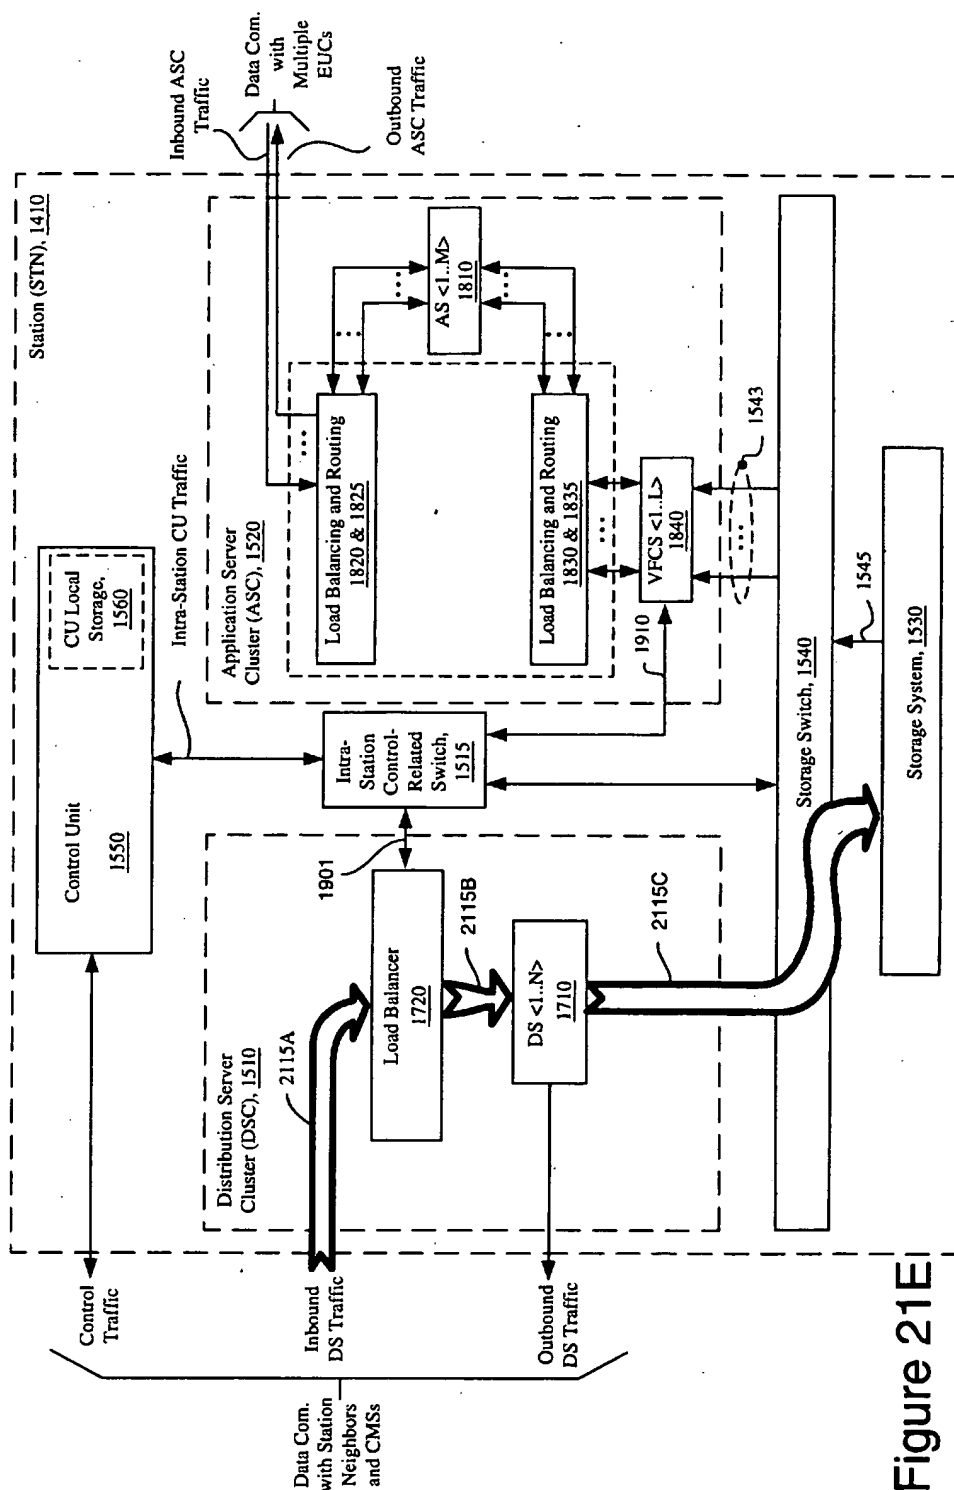 Station (STN), 1410
Control Unit
1550
CU Local
Storage,
1560
Control
Traffic
Intra-Station CU Traffic
Inbound ASC
Traffic
Data Com.
with
Multiple
EUCs
Outbound
ASC Traffic
Data Com.
with Station
Neighbors
and CMSs
Inbound
DS Traffic
Outbound
DS Traffic
Distribution Server
Cluster (DSC), 1510
2115A
Load Balancer
1720
2115B
DS <1..N>
1710
2115C
1901
Intra-
Station
Control-
Related
Switch,
1515
1910
Application Server
Cluster (ASC), 1520
Load Balancing and Routing
1820 & 1825
AS <1..M>
1810
Load Balancing and Routing
1830 & 1835
VFCS <1..L>
1840
1543
Storage Switch, 1540
1545
Storage System, 1530
Figure 21E